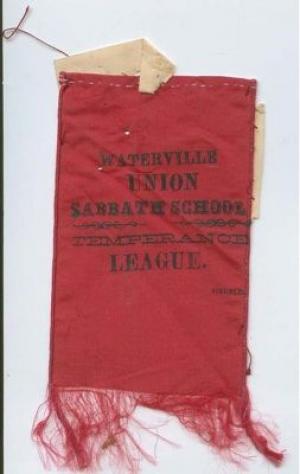 WATERVILLE
UNION
SABBATH SCHOOL
TEMPERANCE
LEAGUE.